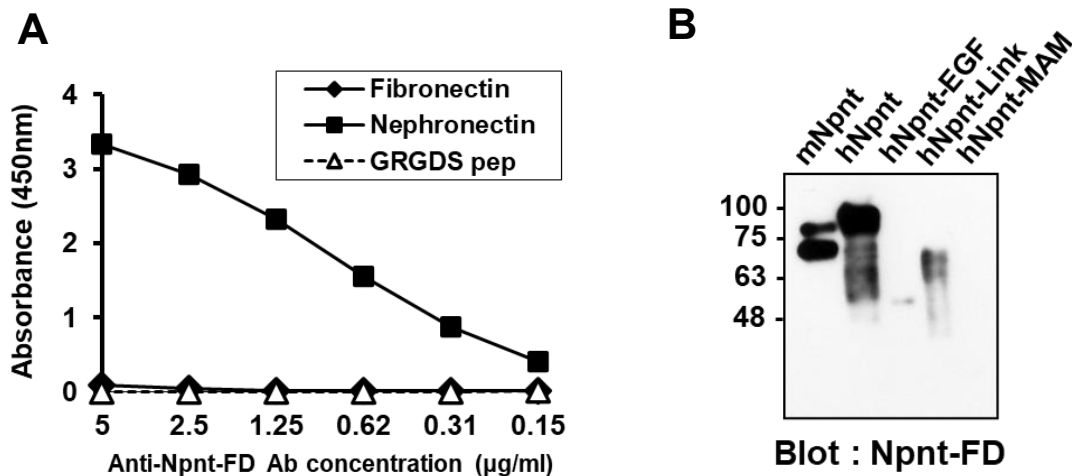 A
Fibronectin
Nephronectin
GRGDS pep
Absorbance (450nm)
4
3
2
1
0
5 2.5 1.25 0.62 0.31 0.15
Anti-Npnt-FD Ab concentration (µg/ml)
B
mNpnt
hNpnt
hNpnt-EGF
hNpnt-Link
hNpnt-MAM
100
75
63
48
Blot : Npnt-FD